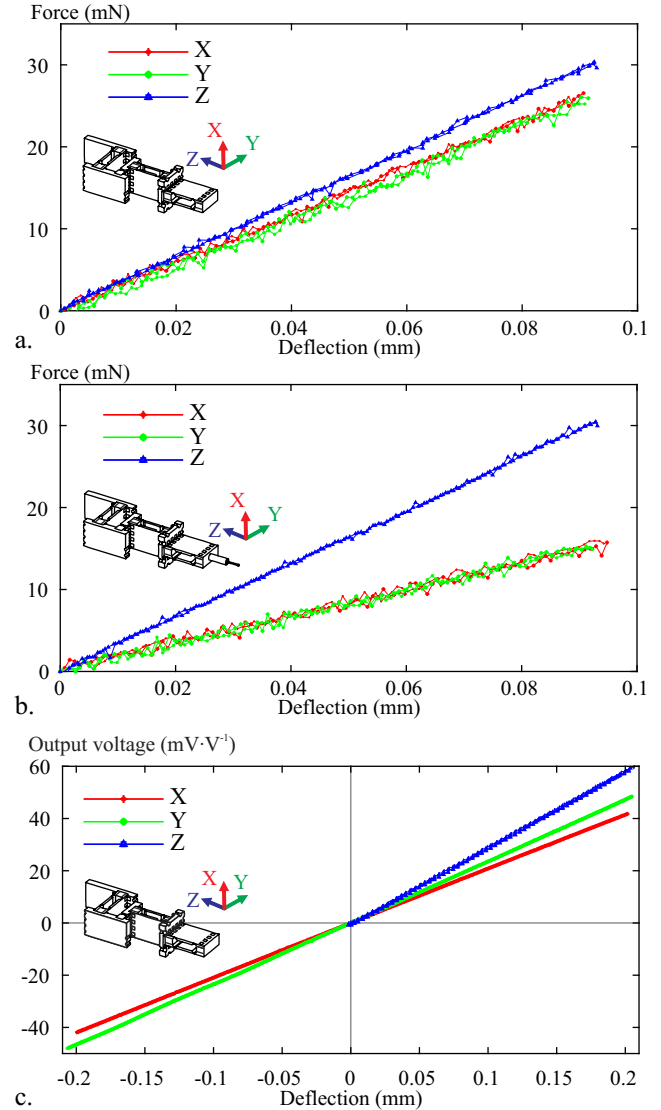 Force (mN)
X
Y
Z
X
Z Y
30
20
10
0
0 0.02 0.04 0.06 0.08 0.1
Deflection (mm)
a.
Force (mN)
X
Y
Z
X
Z Y
30
20
10
0
0 0.02 0.04 0.06 0.08 0.1
Deflection (mm)
b.
Output voltage (mV·V⁻¹)
X
Y
Z
X
Z Y
60
40
20
0
-20
-40
-0.2 -0.15 -0.1 -0.05 0 0.05 0.1 0.15 0.2
Deflection (mm)
c.